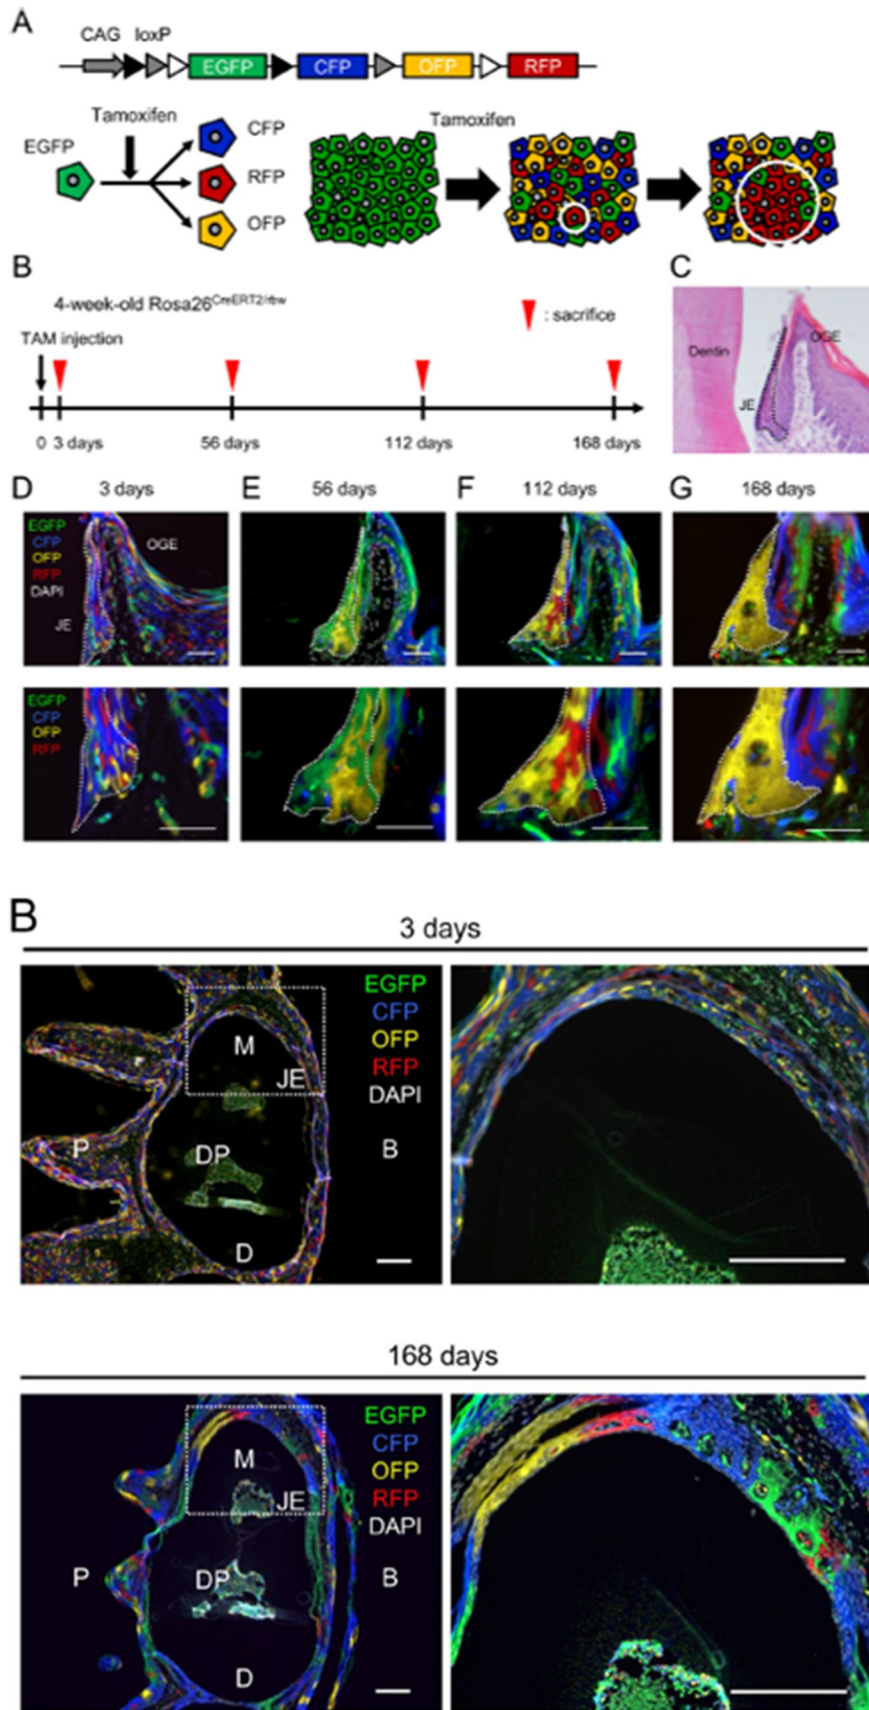 A
CAG loxP
EGFP CFP OFP RFP
Tamoxifen
EGFP
CFP
RFP
OFP
Tamoxifen
B
4-week-old Rosa26CreERT2/rbw
: sacrifice
TAM injection
0 3 days 56 days 112 days 168 days
C
Dentin
OGE
JE
D 3 days
EGFP
CFP
OFP
RFP
DAPI
OGE
JE
EGFP
CFP
OFP
RFP
E 56 days
F 112 days
G 168 days
B
3 days
EGFP
CFP
OFP
RFP
DAPI
M
JE
P
DP
B
D
168 days
EGFP
CFP
OFP
RFP
DAPI
M
JE
P
DP
B
D